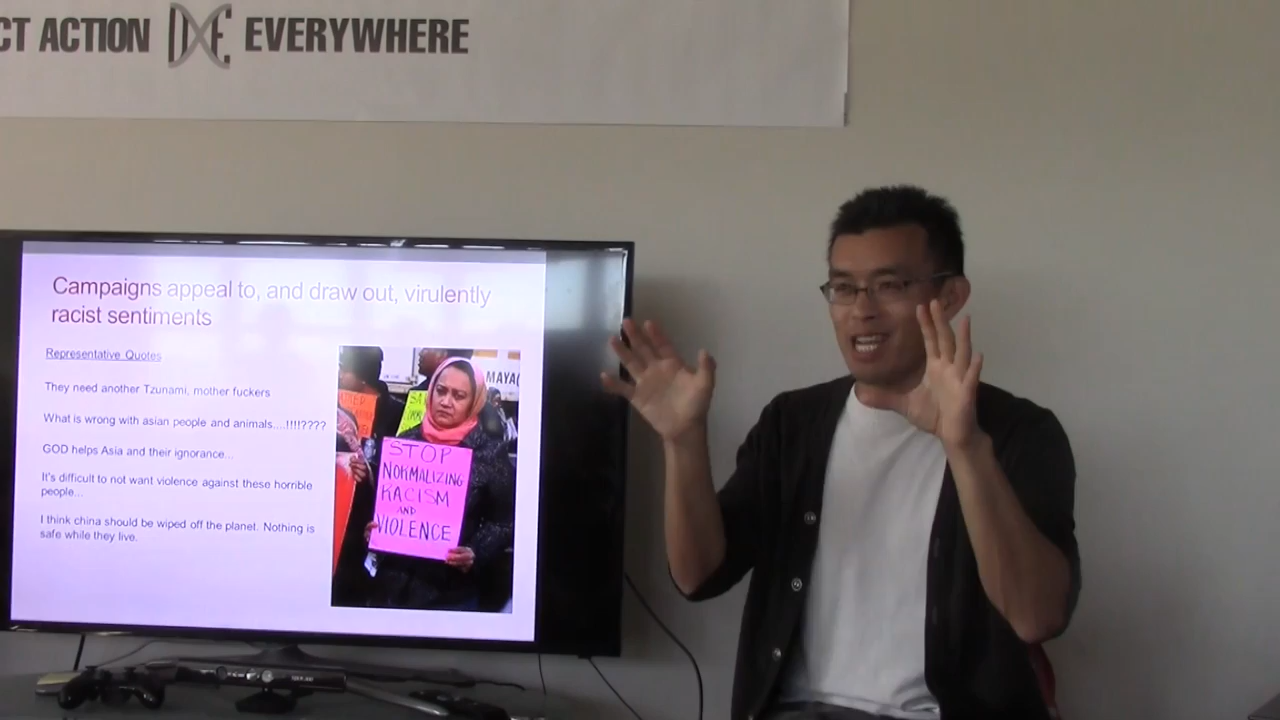 CT ACTION DXE EVERYWHERE
Campaigns appeal to, and draw out, virulently
racist sentiments
Representative Quotes
They need another Tzunami, mother fuckers
What is wrong with asian people and animals....!!!!????
GOD helps Asia and their ignorance...
It's difficult to not want violence against these horrible
people...
I think china should be wiped off the planet. Nothing is
safe while they live.
MAYA(
STOP
NORMALIZING
RACISM
AND
VIOLENCE